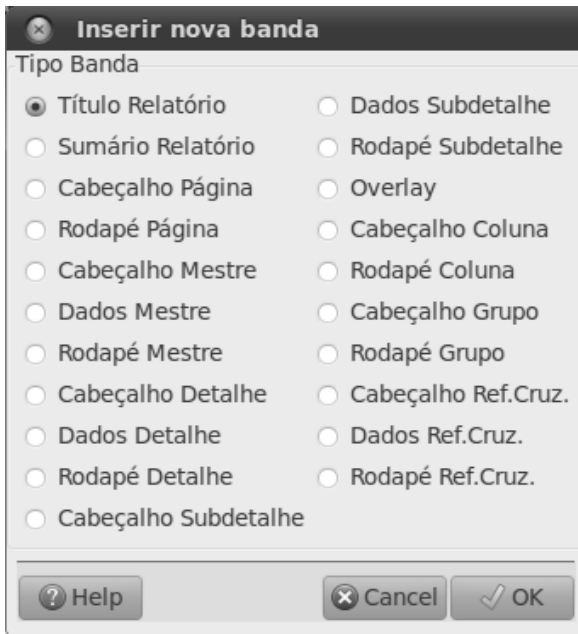 Inserir nova banda
Tipo Banda
Título Relatório
Sumário Relatório
Cabeçalho Página
Rodapé Página
Cabeçalho Mestre
Dados Mestre
Rodapé Mestre
Cabeçalho Detalhe
Dados Detalhe
Rodapé Detalhe
Cabeçalho Subdetalhe
Dados Subdetalhe
Rodapé Subdetalhe
Overlay
Cabeçalho Coluna
Rodapé Coluna
Cabeçalho Grupo
Rodapé Grupo
Cabeçalho Ref.Cruz.
Dados Ref.Cruz.
Rodapé Ref.Cruz.
Help
Cancel
OK